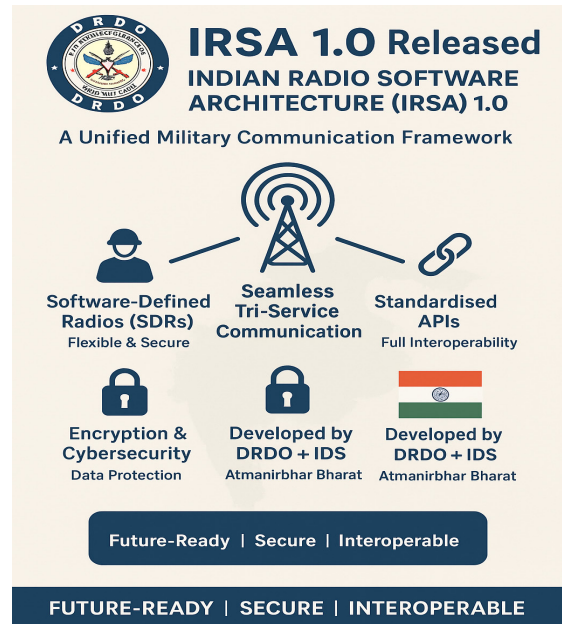 DRDO
DRDO
IRSA 1.0 Released
INDIAN RADIO SOFTWARE
ARCHITECTURE (IRSA) 1.0
A Unified Military Communication Framework
Software-Defined
Radios (SDRs)
Flexible & Secure
Seamless
Tri-Service
Communication
Standardised
APIs
Full Interoperability
Encryption &
Cybersecurity
Data Protection
Developed by
DRDO + IDS
Atmanirbhar Bharat
Developed by
DRDO + IDS
Atmanirbhar Bharat
Future-Ready | Secure | Interoperable
FUTURE-READY | SECURE | INTEROPERABLE